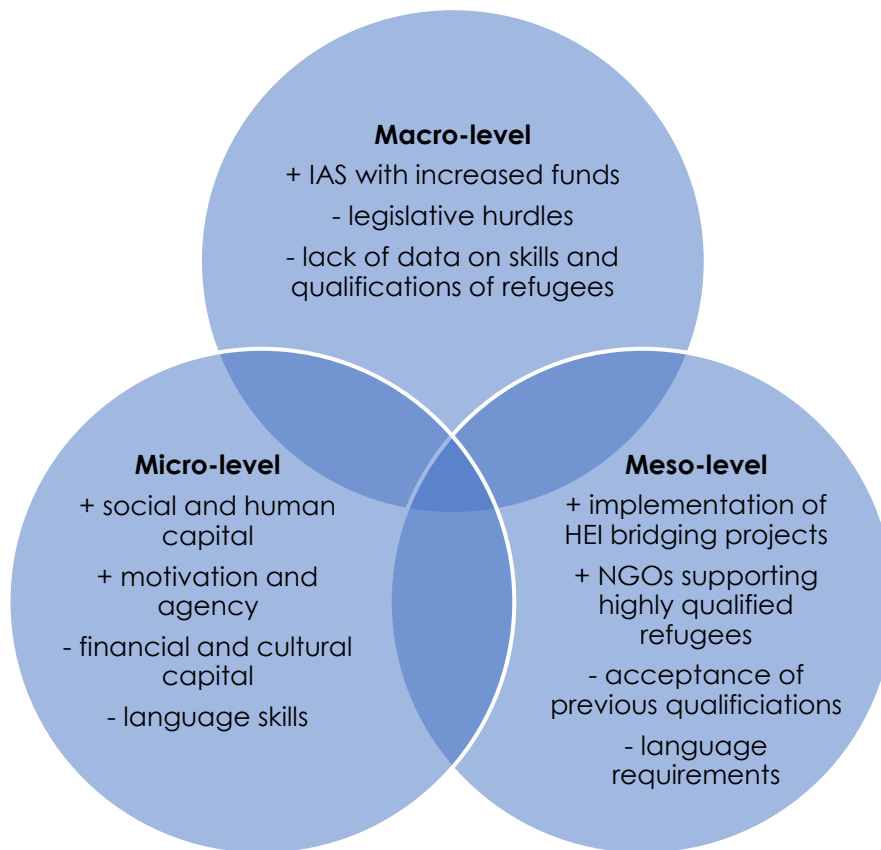 Macro-level
+ IAS with increased funds
- legislative hurdles
- lack of data on skills and
qualifications of refugees
Micro-level
+ social and human
capital
+ motivation and
agency
- financial and cultural
capital
- language skills
Meso-level
+ implementation of
HEI bridging projects
+ NGOs supporting
highly qualified
refugees
- acceptance of
previous qualificiations
- language
requirements